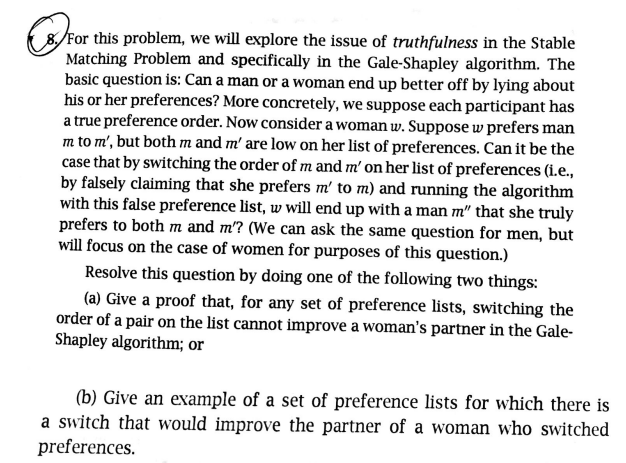 8. For this problem, we will explore the issue of truthfulness in the Stable
Matching Problem and specifically in the Gale-Shapley algorithm. The
basic question is: Can a man or a woman end up better off by lying about
his or her preferences? More concretely, we suppose each participant has
a true preference order. Now consider a woman w. Suppose w prefers man
m to m′, but both m and m′ are low on her list of preferences. Can it be the
case that by switching the order of m and m′ on her list of preferences (i.e.,
by falsely claiming that she prefers m′ to m) and running the algorithm
with this false preference list, w will end up with a man m″ that she truly
prefers to both m and m′? (We can ask the same question for men, but
will focus on the case of women for purposes of this question.)
Resolve this question by doing one of the following two things:
(a) Give a proof that, for any set of preference lists, switching the
order of a pair on the list cannot improve a woman's partner in the Gale-
Shapley algorithm; or
(b) Give an example of a set of preference lists for which there is
a switch that would improve the partner of a woman who switched
preferences.